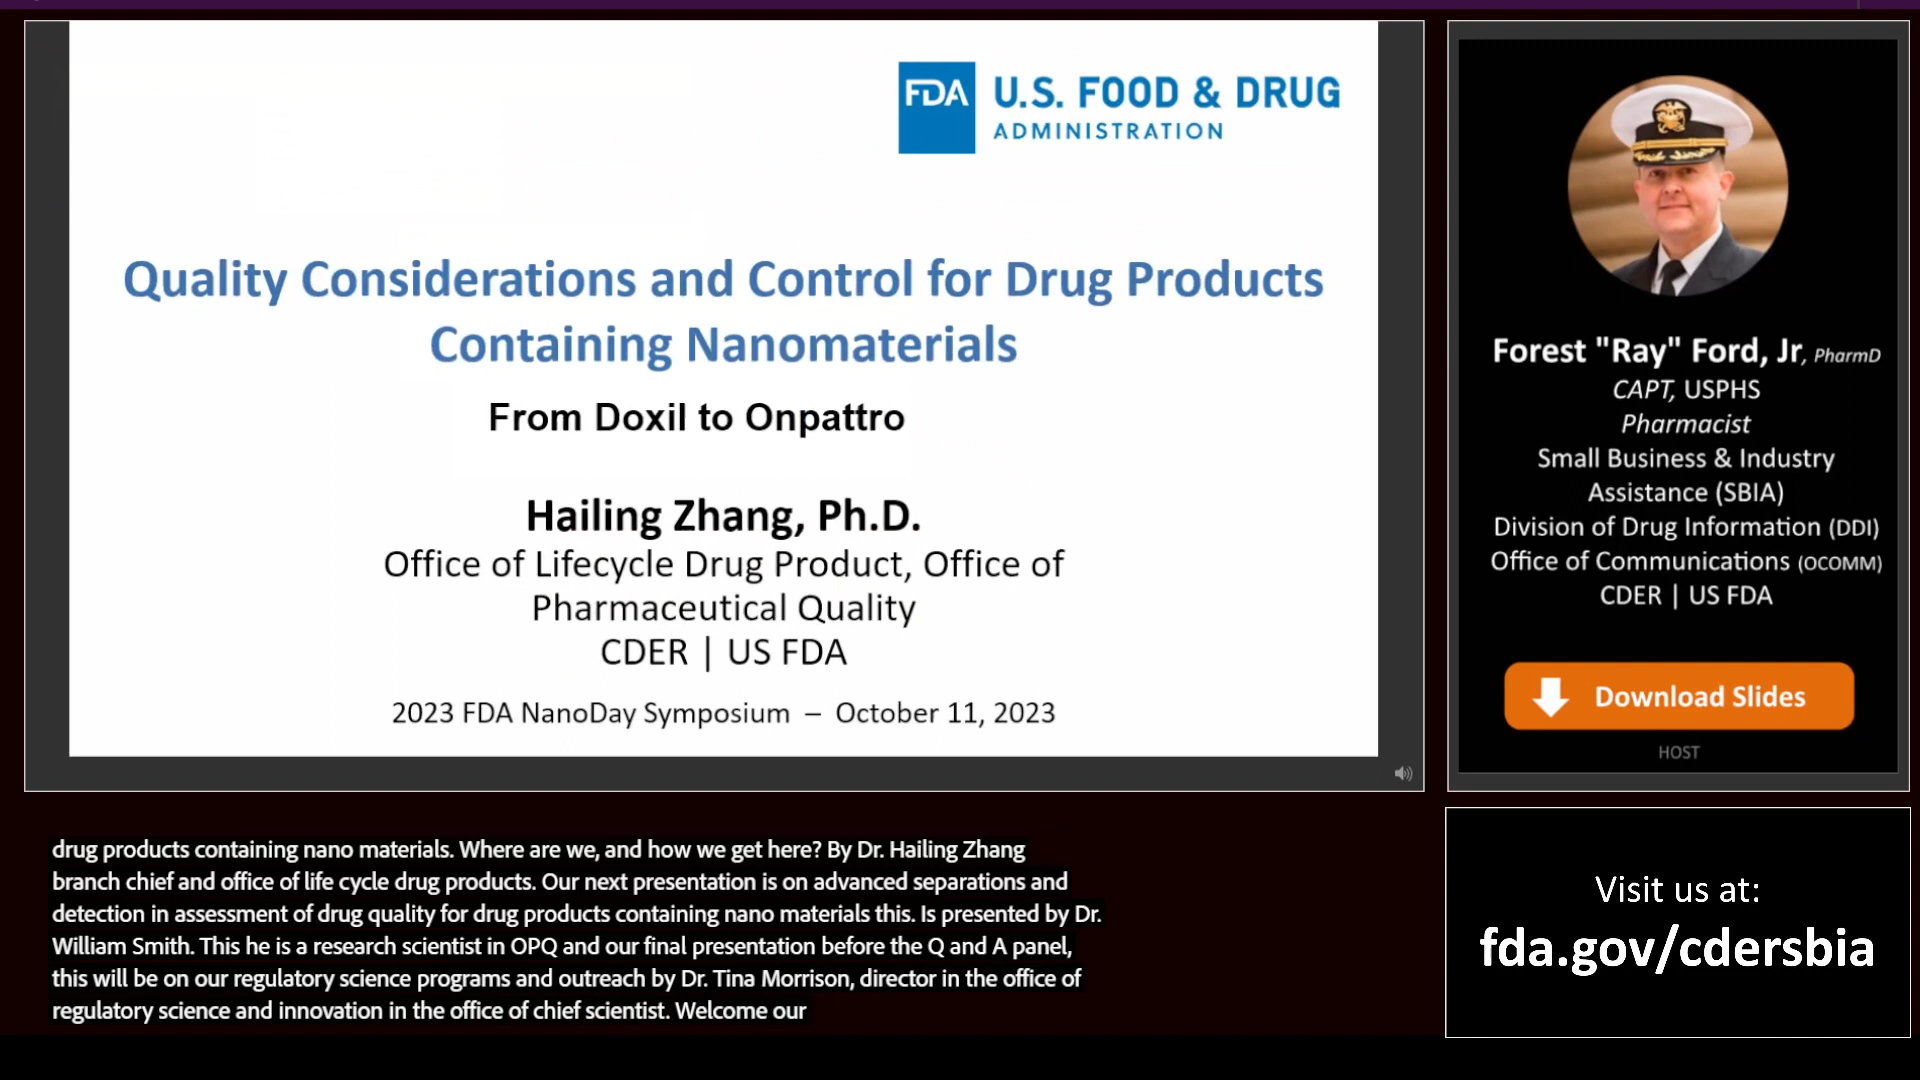 FDA U.S. FOOD & DRUG
ADMINISTRATION
Quality Considerations and Control for Drug Products
Containing Nanomaterials
From Doxil to Onpattro
Hailing Zhang, Ph.D.
Office of Lifecycle Drug Product, Office of
Pharmaceutical Quality
CDER | US FDA
2023 FDA NanoDay Symposium – October 11, 2023
Forest "Ray" Ford, Jr, PharmD
CAPT, USPHS
Pharmacist
Small Business & Industry
Assistance (SBIA)
Division of Drug Information (DDI)
Office of Communications (OCOMM)
CDER | US FDA
Download Slides
HOST
drug products containing nano materials. Where are we, and how we get here? By Dr. Hailing Zhang
branch chief and office of life cycle drug products. Our next presentation is on advanced separations and
detection in assessment of drug quality for drug products containing nano materials this. Is presented by Dr.
William Smith. This he is a research scientist in OPQ and our final presentation before the Q and A panel,
this will be on our regulatory science programs and outreach by Dr. Tina Morrison, director in the office of
regulatory science and innovation in the office of chief scientist. Welcome our
Visit us at:
fda.gov/cdersbia